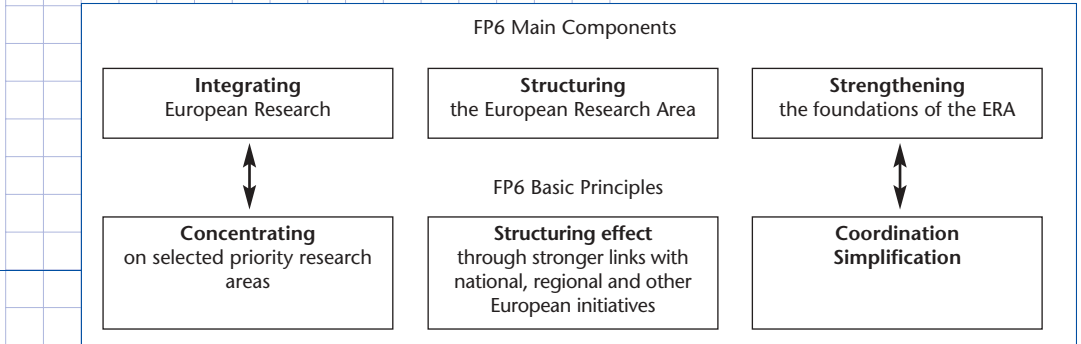 FP6 Main Components
Integrating
European Research
Structuring
the European Research Area
Strengthening
the foundations of the ERA
FP6 Basic Principles
Concentrating
on selected priority research
areas
Structuring effect
through stronger links with
national, regional and other
European initiatives
Coordination
Simplification